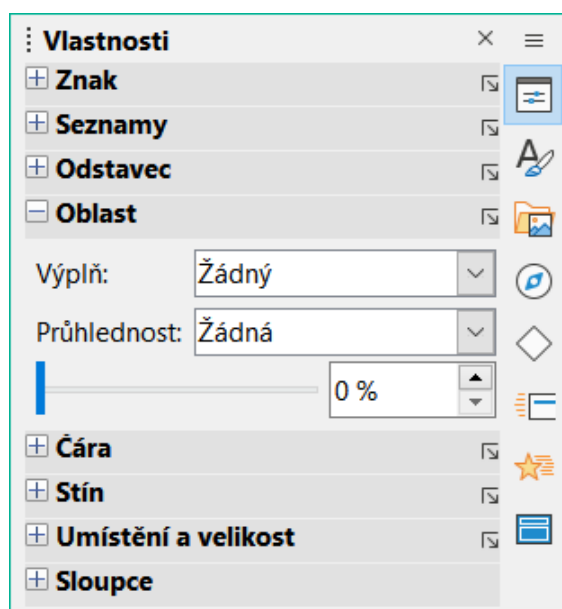 Vlastnosti
Znak
Seznamy
Odstavec
Oblast
Výplň: Žádný
Průhlednost: Žádná
0 %
Čára
Stín
Umístění a velikost
Sloupce